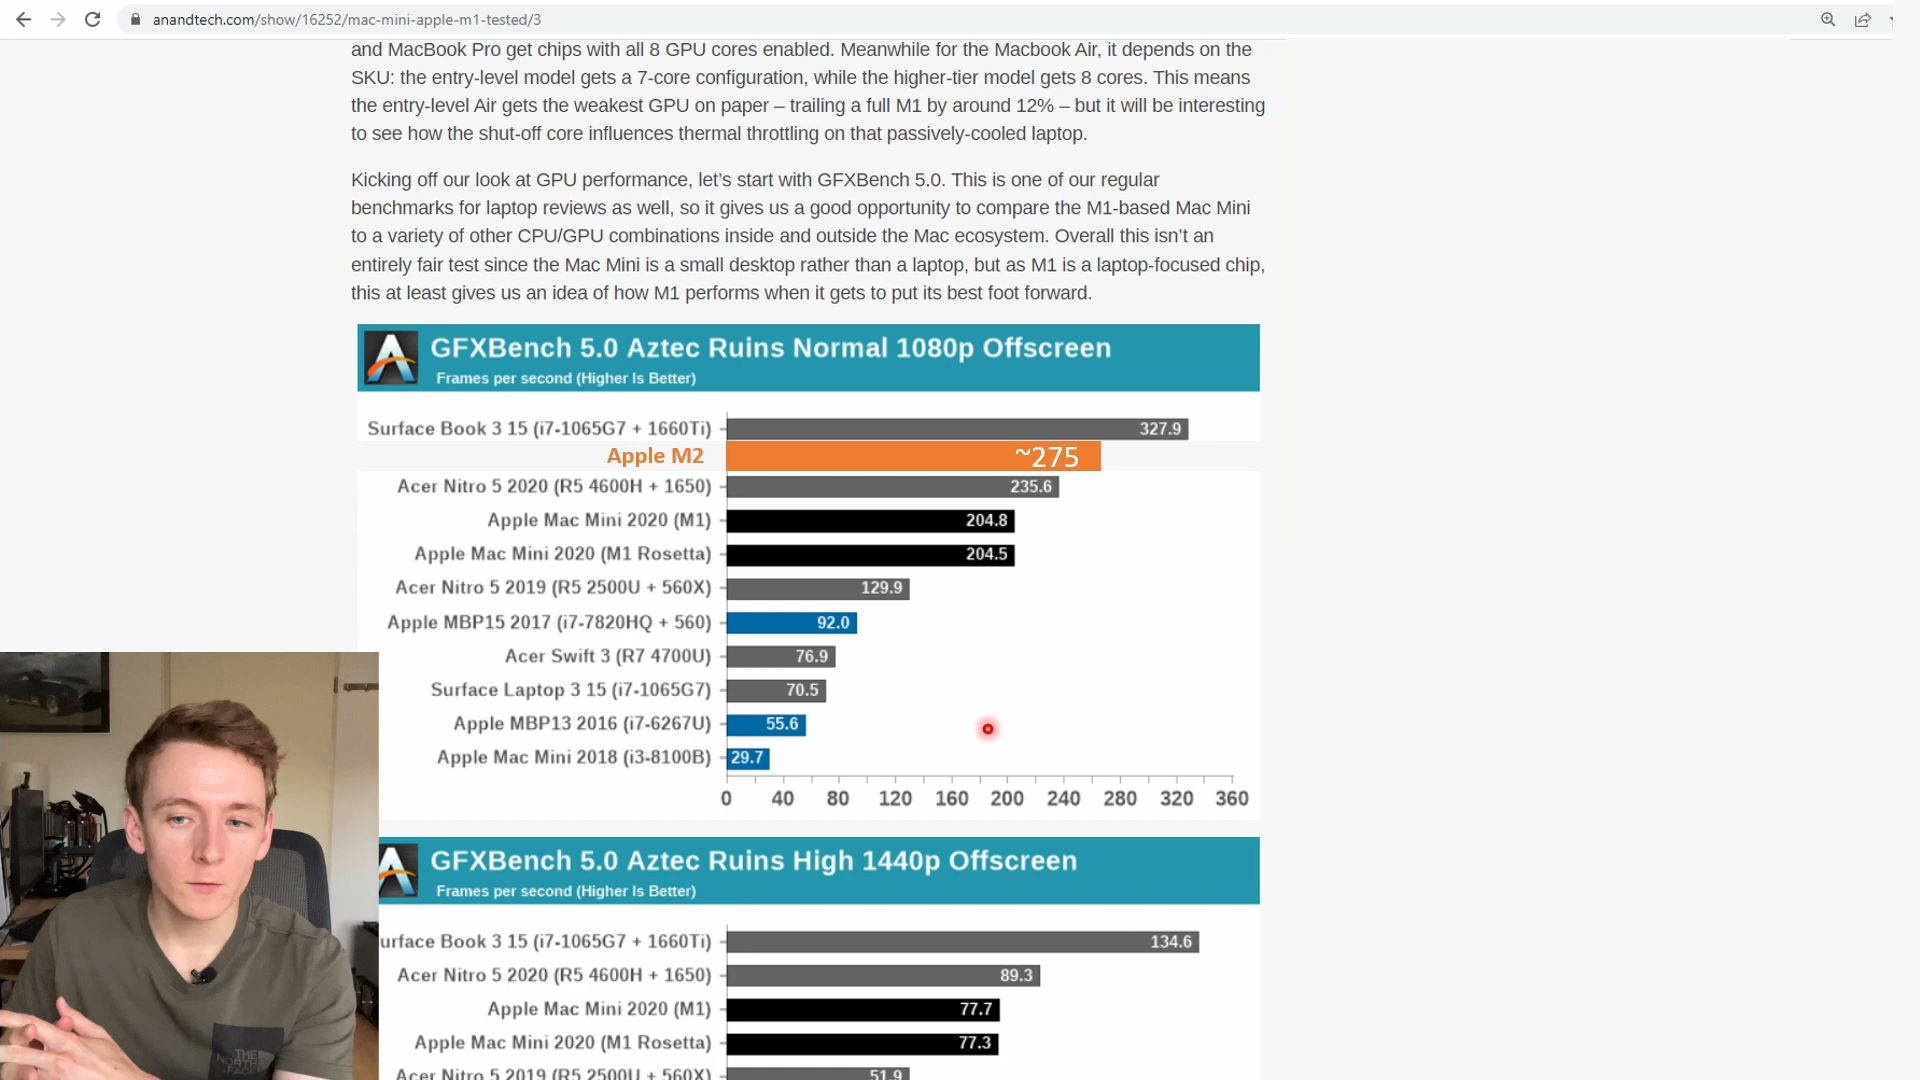 anandtech.com/show/16252/mac-mini-apple-m1-tested/3
and MacBook Pro get chips with all 8 GPU cores enabled. Meanwhile for the Macbook Air, it depends on the
SKU: the entry-level model gets a 7-core configuration, while the higher-tier model gets 8 cores. This means
the entry-level Air gets the weakest GPU on paper – trailing a full M1 by around 12% – but it will be interesting
to see how the shut-off core influences thermal throttling on that passively-cooled laptop.
Kicking off our look at GPU performance, let’s start with GFXBench 5.0. This is one of our regular
benchmarks for laptop reviews as well, so it gives us a good opportunity to compare the M1-based Mac Mini
to a variety of other CPU/GPU combinations inside and outside the Mac ecosystem. Overall this isn’t an
entirely fair test since the Mac Mini is a small desktop rather than a laptop, but as M1 is a laptop-focused chip,
this at least gives us an idea of how M1 performs when it gets to put its best foot forward.
GFXBench 5.0 Aztec Ruins Normal 1080p Offscreen
Frames per second (Higher Is Better)
Surface Book 3 15 (i7-1065G7 + 1660Ti) 327.9
Apple M2 ~275
Acer Nitro 5 2020 (R5 4600H + 1650) 235.6
Apple Mac Mini 2020 (M1) 204.8
Apple Mac Mini 2020 (M1 Rosetta) 204.5
Acer Nitro 5 2019 (R5 2500U + 560X) 129.9
Apple MBP15 2017 (i7-7820HQ + 560) 92.0
Acer Swift 3 (R7 4700U) 76.9
Surface Laptop 3 15 (i7-1065G7) 70.5
Apple MBP13 2016 (i7-6267U) 55.6
Apple Mac Mini 2018 (i3-8100B) 29.7
0 40 80 120 160 200 240 280 320 360
GFXBench 5.0 Aztec Ruins High 1440p Offscreen
Frames per second (Higher Is Better)
urface Book 3 15 (i7-1065G7 + 1660Ti) 134.6
Acer Nitro 5 2020 (R5 4600H + 1650) 89.3
Apple Mac Mini 2020 (M1) 77.7
Apple Mac Mini 2020 (M1 Rosetta) 77.3
Acer Nitro 5 2019 (R5 2500U + 560X) 51.9
THE
NORTH
FACE